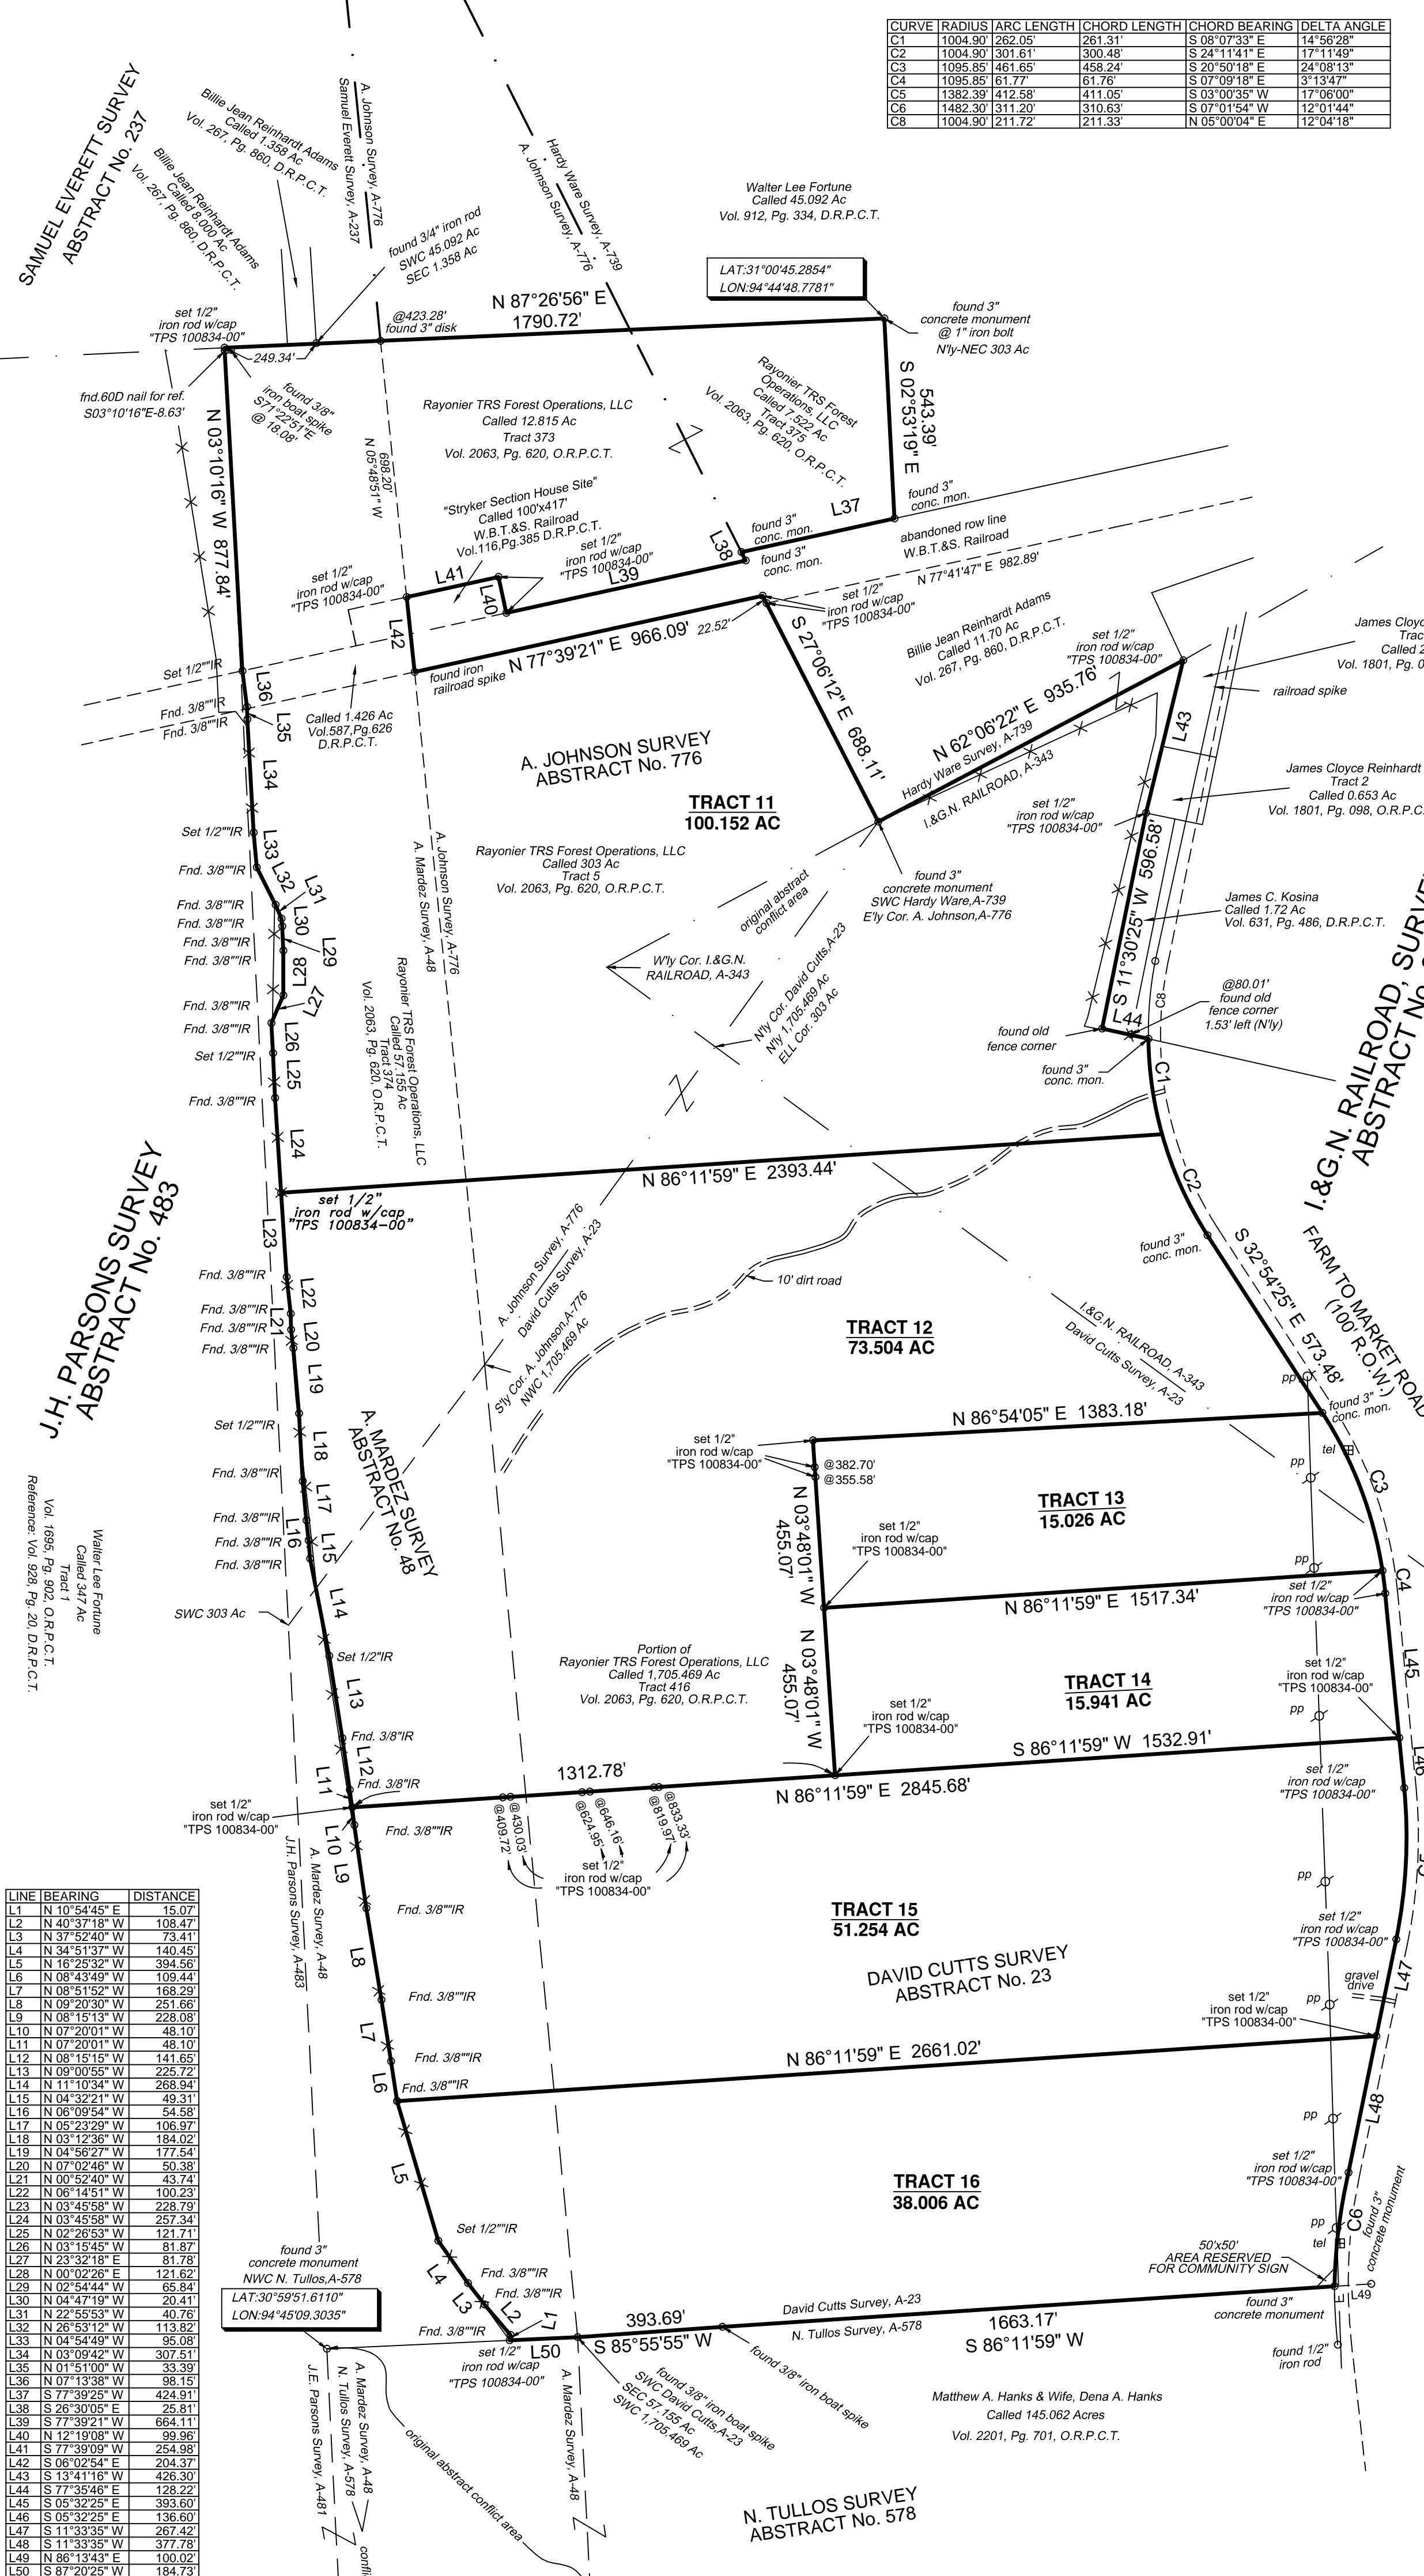 CURVE RADIUS ARC LENGTH CHORD LENGTH CHORD BEARING DELTA ANGLE
C1 1004.90' 262.05' 261.31' S 08°07'33" E 14°56'28"
C2 1004.90' 301.61' 300.48' S 24°11'41" E 17°11'49"
C3 1095.85' 461.65' 458.24' S 20°50'18" E 24°08'13"
C4 1095.85' 61.77' 61.76' S 07°09'18" E 3°13'47"
C5 1382.39' 412.58' 411.05' S 03°00'35" W 17°06'00"
C6 1482.30' 311.20' 310.63' S 07°01'54" W 12°01'44"
C8 1004.90' 211.72' 211.33' N 05°00'04" E 12°04'18"
SAMUEL EVERETT SURVEY
ABSTRACT No. 237
Billie Jean Reinhardt Adams
Called 1.358 Ac
Vol. 267, Pg. 860, D.R.P.C.T.
Billie Jean Reinhardt Adams
Called 8.000 Ac
Vol. 267, Pg. 860, D.R.P.C.T.
A. Johnson Survey, A-776
Samuel Everett Survey, A-237
found 3/4" iron rod
SWC 45.092 Ac
SEC 1.358 Ac
Hardy Ware Survey, A-739
A. Johnson Survey, A-776
Walter Lee Fortune
Called 45.092 Ac
Vol. 912, Pg. 334, D.R.P.C.T.
LAT:31°00'45.2854"
LON:94°44'48.7781"
set 1/2"
iron rod w/cap
"TPS 100834-00"
249.34'
@423.28'
found 3" disk
N 87°26'56" E
1790.72'
found 3"
concrete monument
@ 1" iron bolt
N'ly-NEC 303 Ac
fnd.60D nail for ref.
S03°10'16"E-8.63'
found 3/8"
iron boat spike
S71°22'51"E
@ 18.08'
N 03°10'16" W 877.84'
698.20'
N 05°48'51" W
Rayonier TRS Forest Operations, LLC
Called 12.815 Ac
Tract 373
Vol. 2063, Pg. 620, O.R.P.C.T.
Rayonier TRS Forest
Operations, LLC
Called 7.522 Ac
Tract 375
Vol. 2063, Pg. 620, O.R.P.C.T.
543.39'
S 02°53'19" E
"Stryker Section House Site"
Called 100'x417'
W.B.T.&S. Railroad
Vol.116,Pg.385 D.R.P.C.T.
set 1/2"
iron rod w/cap
"TPS 100834-00"
set 1/2"
iron rod w/cap
"TPS 100834-00"
L41
L40
L39
L38
L37
L42
found 3"
conc. mon.
found 3"
conc. mon.
found 3"
conc. mon.
abandoned row line
W.B.T.&S. Railroad
N 77°41'47" E 982.89'
set 1/2"
iron rod w/cap
"TPS 100834-00"
22.52'
N 77°39'21" E 966.09'
found iron
railroad spike
Called 1.426 Ac
Vol.587,Pg.626
D.R.P.C.T.
Set 1/2""IR
Fnd. 3/8""IR
Fnd. 3/8""IR
L36
L35
L34
L33
L32
L31
L30
L29
L28
L27
L26
L25
L24
Set 1/2""IR
Fnd. 3/8""IR
Fnd. 3/8""IR
Fnd. 3/8""IR
Fnd. 3/8""IR
Fnd. 3/8""IR
Fnd. 3/8""IR
Set 1/2""IR
Fnd. 3/8""IR
S 27°06'12" E 688.11'
Billie Jean Reinhardt Adams
Called 11.70 Ac
Vol. 267, Pg. 860, D.R.P.C.T.
set 1/2"
iron rod w/cap
"TPS 100834-00"
N 62°06'22" E 935.76'
Hardy Ware Survey, A-739
I.&G.N. RAILROAD, A-343
James Cloyc
Trac
Called 2
Vol. 1801, Pg. 0
railroad spike
L43
James Cloyce Reinhardt
Tract 2
Called 0.653 Ac
Vol. 1801, Pg. 098, O.R.P.C.
set 1/2"
iron rod w/cap
"TPS 100834-00"
S 11°30'25" W 596.58'
James C. Kosina
Called 1.72 Ac
Vol. 631, Pg. 486, D.R.P.C.T.
@80.01'
found old
fence corner
1.53' left (N'ly)
C8
L44
found old
fence corner
found 3"
conc. mon.
C1
C2
A. JOHNSON SURVEY
ABSTRACT No. 776
TRACT 11
100.152 AC
Rayonier TRS Forest Operations, LLC
Called 303 Ac
Tract 5
Vol. 2063, Pg. 620, O.R.P.C.T.
A. Johnson Survey, A-776
A. Mardez Survey, A-48
original abstract
conflict area
found 3"
concrete monument
SWC Hardy Ware,A-739
E'ly Cor. A. Johnson,A-776
W'ly Cor. I.&G.N.
RAILROAD, A-343
N'ly Cor. David Cutts,A-23
N'ly 1,705.469 Ac
ELL Cor. 303 Ac
Rayonier TRS Forest Operations, LLC
Called 57.155 Ac
Tract 374
Vol. 2063, Pg. 620, O.R.P.C.T.
I.&G.N. RAILROAD, SURVE
ABSTRACT No.
J.H. PARSONS SURVEY
ABSTRACT No. 483
N 86°11'59" E 2393.44'
set 1/2"
iron rod w/cap
"TPS 100834-00"
L23
L22
L21
L20
L19
L18
L17
L16
L15
L14
Fnd. 3/8""IR
Fnd. 3/8""IR
Fnd. 3/8""IR
Fnd. 3/8""IR
Set 1/2""IR
Fnd. 3/8""IR
Fnd. 3/8""IR
Fnd. 3/8""IR
Fnd. 3/8""IR
A. Johnson Survey, A-776
David Cutts Survey, A-23
S'ly Cor. A. Johnson,A-776
NWC 1,705.469 Ac
10' dirt road
found 3"
conc. mon.
S 32°54'25" E 573.48'
FARM TO MARKET ROAD
(100' R.O.W.)
TRACT 12
73.504 AC
I.&G.N. RAILROAD, A-343
David Cutts Survey, A-23
A. MARDEZ SURVEY
ABSTRACT No. 48
N 86°54'05" E 1383.18'
pp
found 3"
conc. mon.
tel
pp
C3
set 1/2"
iron rod w/cap
"TPS 100834-00"
@382.70'
@355.58'
N 03°48'01" W
455.07'
TRACT 13
15.026 AC
set 1/2"
iron rod w/cap
"TPS 100834-00"
pp
C4
set 1/2"
iron rod w/cap
"TPS 100834-00"
N 86°11'59" E 1517.34'
Walter Lee Fortune
Called 347 Ac
Tract 1
Vol. 1695, Pg. 902, O.R.P.C.T.
Reference: Vol. 928, Pg. 20, D.R.P.C.T.
SWC 303 Ac
Set 1/2"IR
L13
Fnd. 3/8"IR
L12
L11
Fnd. 3/8"IR
Portion of
Rayonier TRS Forest Operations, LLC
Called 1,705.469 Ac
Tract 416
Vol. 2063, Pg. 620, O.R.P.C.T.
N 03°48'01" W
455.07'
TRACT 14
15.941 AC
set 1/2"
iron rod w/cap
"TPS 100834-00"
set 1/2"
iron rod w/cap
"TPS 100834-00"
L45
pp
L46
S 86°11'59" W 1532.91'
1312.78'
N 86°11'59" E 2845.68'
set 1/2"
iron rod w/cap
"TPS 100834-00"
set 1/2"
iron rod w/cap
"TPS 100834-00"
@409.72'
@430.03'
@624.95'
@646.16'
@819.97'
@833.33'
set 1/2"
iron rod w/cap
"TPS 100834-00"
L10
L9
Fnd. 3/8""IR
Fnd. 3/8""IR
L8
Fnd. 3/8""IR
L7
Fnd. 3/8""IR
L6
Fnd. 3/8""IR
A. Mardez Survey, A-48
J.H. Parsons Survey, A-483
TRACT 15
51.254 AC
DAVID CUTTS SURVEY
ABSTRACT No. 23
pp
set 1/2"
iron rod w/cap
"TPS 100834-00"
L47
gravel
drive
pp
set 1/2"
iron rod w/cap
"TPS 100834-00"
N 86°11'59" E 2661.02'
L48
pp
TRACT 16
38.006 AC
L5
Set 1/2""IR
set 1/2"
iron rod w/cap
"TPS 100834-00"
pp
tel
C6
found 3"
concrete monument
50'x50'
AREA RESERVED
FOR COMMUNITY SIGN
L49
found 3"
concrete monument
found 1/2"
iron rod
found 3"
concrete monument
NWC N. Tullos,A-578
LAT:30°59'51.6110"
LON:94°45'09.3035"
L4
L3
L2
L1
Fnd. 3/8""IR
Fnd. 3/8""IR
Fnd. 3/8""IR
set 1/2"
iron rod w/cap
"TPS 100834-00"
L50
393.69'
S 85°55'55" W
David Cutts Survey, A-23
N. Tullos Survey, A-578
1663.17'
S 86°11'59" W
found 3/8" iron boat spike
found 3/8" iron boat spike
SWC David Cutts,A-23
SEC 57.155 Ac
SWC 1,705.469 Ac
Matthew A. Hanks & Wife, Dena A. Hanks
Called 145.062 Acres
Vol. 2201, Pg. 701, O.R.P.C.T.
A. Mardez Survey, A-48
A. Mardez Survey, A-48
N. Tullos Survey, A-578
J.E. Parsons Survey, A-481
original abstract conflict area
confli
N. TULLOS SURVEY
ABSTRACT No. 578
LINE BEARING DISTANCE
L1 N 10°54'45" E 15.07'
L2 N 40°37'18" W 108.47'
L3 N 37°52'40" W 73.41'
L4 N 34°51'37" W 140.45'
L5 N 16°25'32" W 394.56'
L6 N 08°43'49" W 109.44'
L7 N 08°51'52" W 168.29'
L8 N 09°20'30" W 251.66'
L9 N 08°15'13" W 228.08'
L10 N 07°20'01" W 48.10'
L11 N 07°20'01" W 48.10'
L12 N 08°15'15" W 141.65'
L13 N 09°00'55" W 225.72'
L14 N 11°10'34" W 268.94'
L15 N 04°32'21" W 49.31'
L16 N 06°09'54" W 54.58'
L17 N 05°23'29" W 106.97'
L18 N 03°12'36" W 184.02'
L19 N 04°56'27" W 177.54'
L20 N 07°02'46" W 50.38'
L21 N 00°52'40" W 43.74'
L22 N 06°14'51" W 100.23'
L23 N 03°45'58" W 228.79'
L24 N 03°45'58" W 257.34'
L25 N 02°26'53" W 121.71'
L26 N 03°15'45" W 81.87'
L27 N 23°32'18" E 81.78'
L28 N 00°02'26" E 121.62'
L29 N 02°54'44" W 65.84'
L30 N 04°47'19" W 20.41'
L31 N 22°55'53" W 40.76'
L32 N 26°53'12" W 113.82'
L33 N 04°54'49" W 95.08'
L34 N 03°09'42" W 307.51'
L35 N 01°51'00" W 33.39'
L36 N 07°13'38" W 98.15'
L37 S 77°39'25" W 424.91'
L38 S 26°30'05" E 25.81'
L39 S 77°39'21" W 664.11'
L40 N 12°19'08" W 99.96'
L41 S 77°39'09" W 254.98'
L42 S 06°02'54" E 204.37'
L43 S 13°41'16" W 426.30'
L44 S 77°35'46" E 128.22'
L45 S 05°32'25" E 393.60'
L46 S 05°32'25" E 136.60'
L47 S 11°33'35" W 267.42'
L48 S 11°33'35" W 377.78'
L49 N 86°13'43" E 100.02'
L50 S 87°20'25" W 184.73'